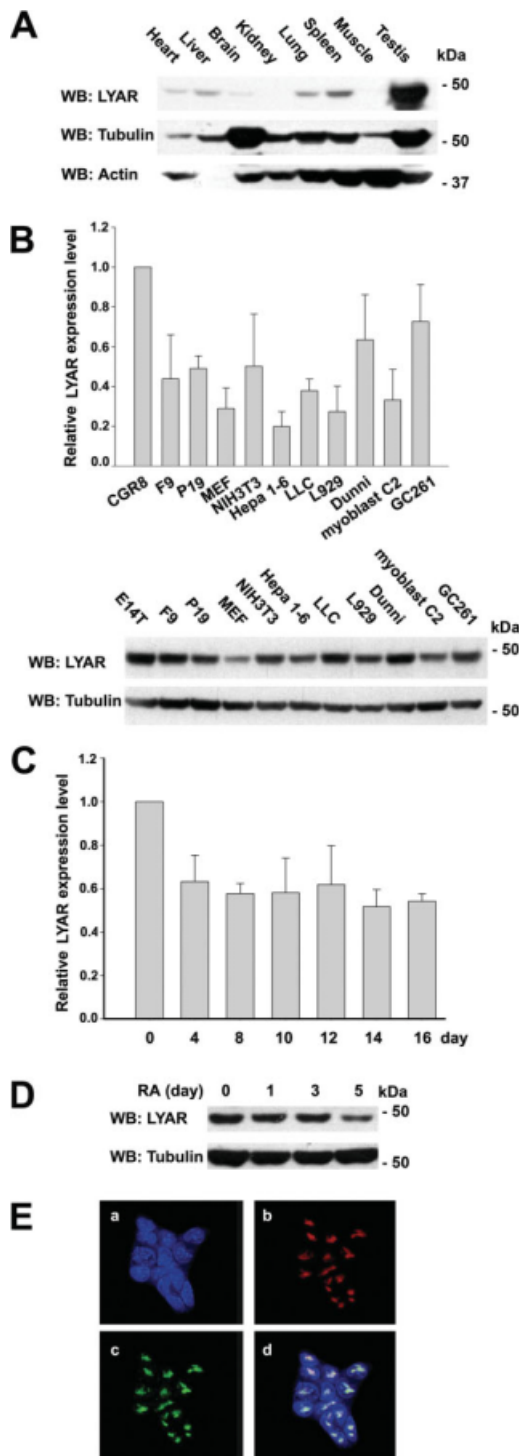 A
Heart Liver Brain Kidney Lung Spleen Muscle Testis kDa
WB: LYAR - 50
WB: Tubulin - 50
WB: Actin - 37
B
Relative LYAR expression level
1.2
1.0
0.8
0.6
0.4
0.2
0.0
CGR8 F9 P19 MEF NIH3T3 Hepa 1-6 LLC L929 Dunni myoblast C2 GC261
E14T F9 P19 MEF NIH3T3 Hepa 1-6 LLC L929 Dunni myoblast C2 GC261 kDa
WB: LYAR - 50
WB: Tubulin - 50
C
Relative LYAR expression level
1.2
1.0
0.8
0.6
0.4
0.2
0.0
0 4 8 10 12 14 16 day
D
RA (day) 0 1 3 5 kDa
WB: LYAR - 50
WB: Tubulin - 50
E
a b
c d